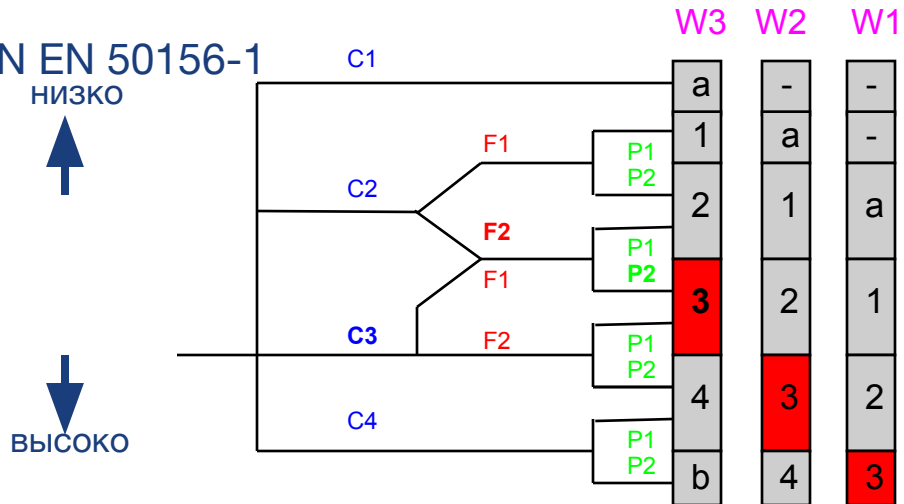 W3 W2 W1
N EN 50156-1
C1
низко
a - -
1 a -
F1
P1
P2
C2
2 1 a
F2
P1
P2
F1
3 2 1
C3
F2
P1
P2
4 3 2
C4
P1
P2
высоко
b 4 3